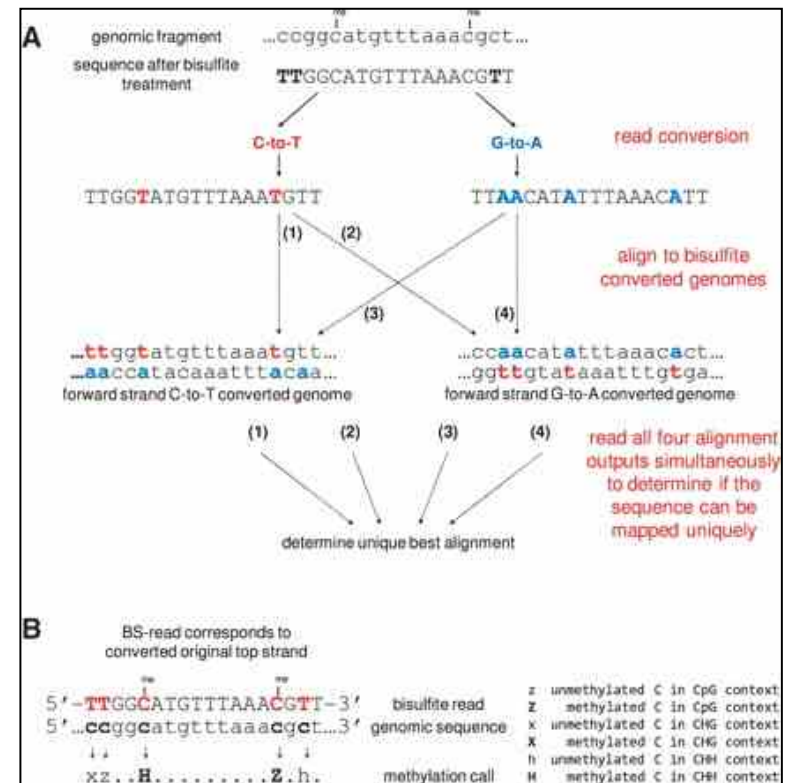 A
me me
genomic fragment ...ccggcatgtttaaacgct...
sequence after bisulfite
treatment
TTGGCATGTTTAAACGTT
C-to-T G-to-A read conversion
TTGGTATGTTTAAATGTT TTAACATATTTAAACATT
(1) (2)
align to bisulfite
converted genomes
(3) (4)
...ttggtatgtttaaatgtt... ...ccaacatatttaaacact...
...aaccatacaaatttacaa... ...ggttgtataaatttgtga...
forward strand C-to-T converted genome forward strand G-to-A converted genome
(1) (2) (3) (4)
read all four alignment
outputs simultaneously
to determine if the
sequence can be
mapped uniquely
determine unique best alignment
B
BS-read corresponds to
converted original top strand
me me
5'-TTGGCATGTTTAAACGTT-3' bisulfite read
5'...ccggcatgtttaaacgct...3' genomic sequence
xz..H.........Z.h. methylation call
z unmethylated C in CpG context
Z methylated C in CpG context
x unmethylated C in CHG context
X methylated C in CHG context
h unmethylated C in CHH context
H methylated C in CHH context